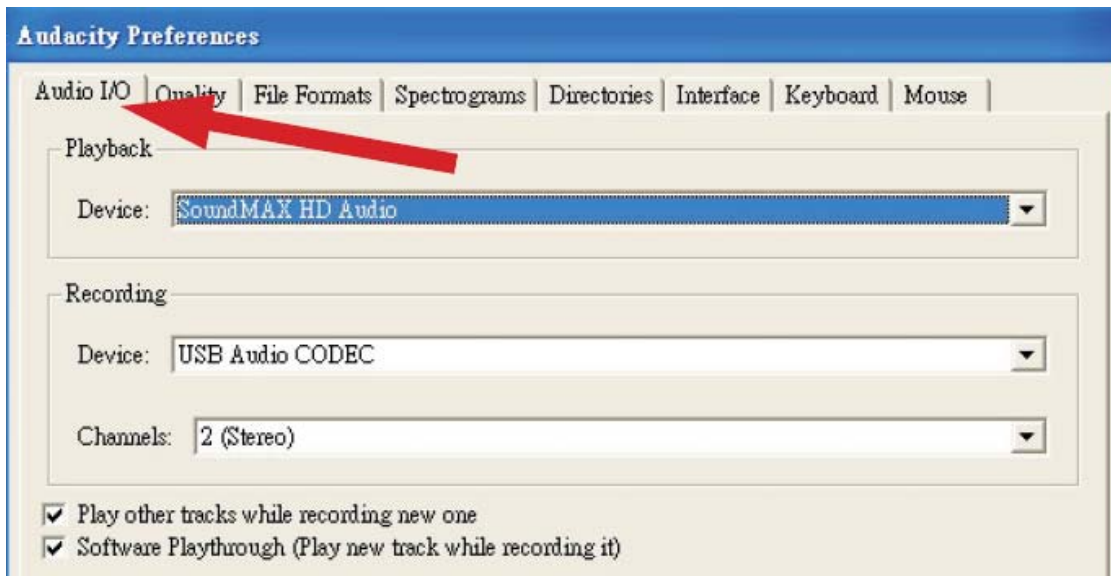 Audacity Preferences
Audio I/O Quality File Formats Spectrograms Directories Interface Keyboard Mouse
Playback
Device: SoundMAX HD Audio
Recording
Device: USB Audio CODEC
Channels: 2 (Stereo)
Play other tracks while recording new one
Software Playthrough (Play new track while recording it)